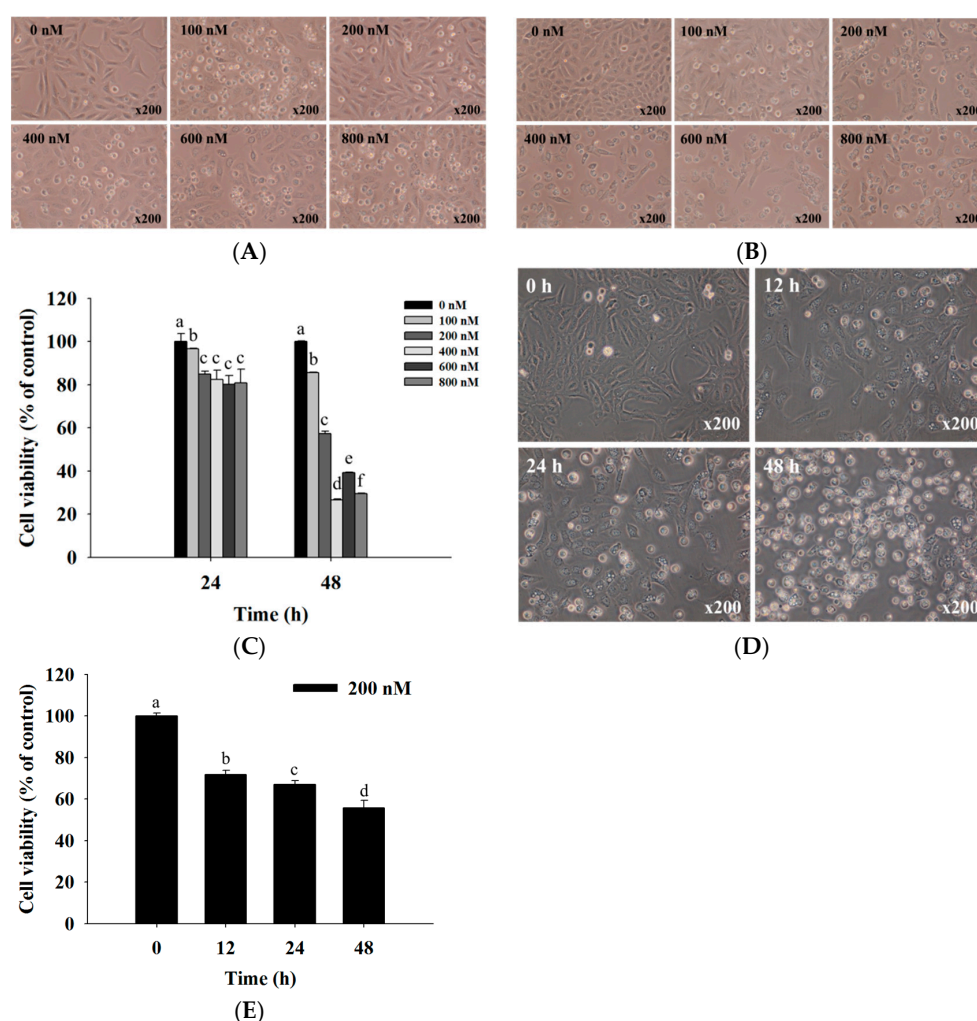 0 nM
100 nM
200 nM
x200
x200
x200
400 nM
600 nM
800 nM
x200
x200
x200
(A)
0 nM
100 nM
200 nM
x200
x200
x200
400 nM
600 nM
800 nM
x200
x200
x200
(B)
Cell viability (% of control)
120
100
80
60
40
20
0
a
b
c
c
c
c
a
b
c
d
e
f
0 nM
100 nM
200 nM
400 nM
600 nM
800 nM
24
48
Time (h)
(C)
0 h
12 h
x200
x200
24 h
48 h
x200
x200
(D)
Cell viability (% of control)
120
100
80
60
40
20
0
200 nM
a
b
c
d
0
12
24
48
Time (h)
(E)